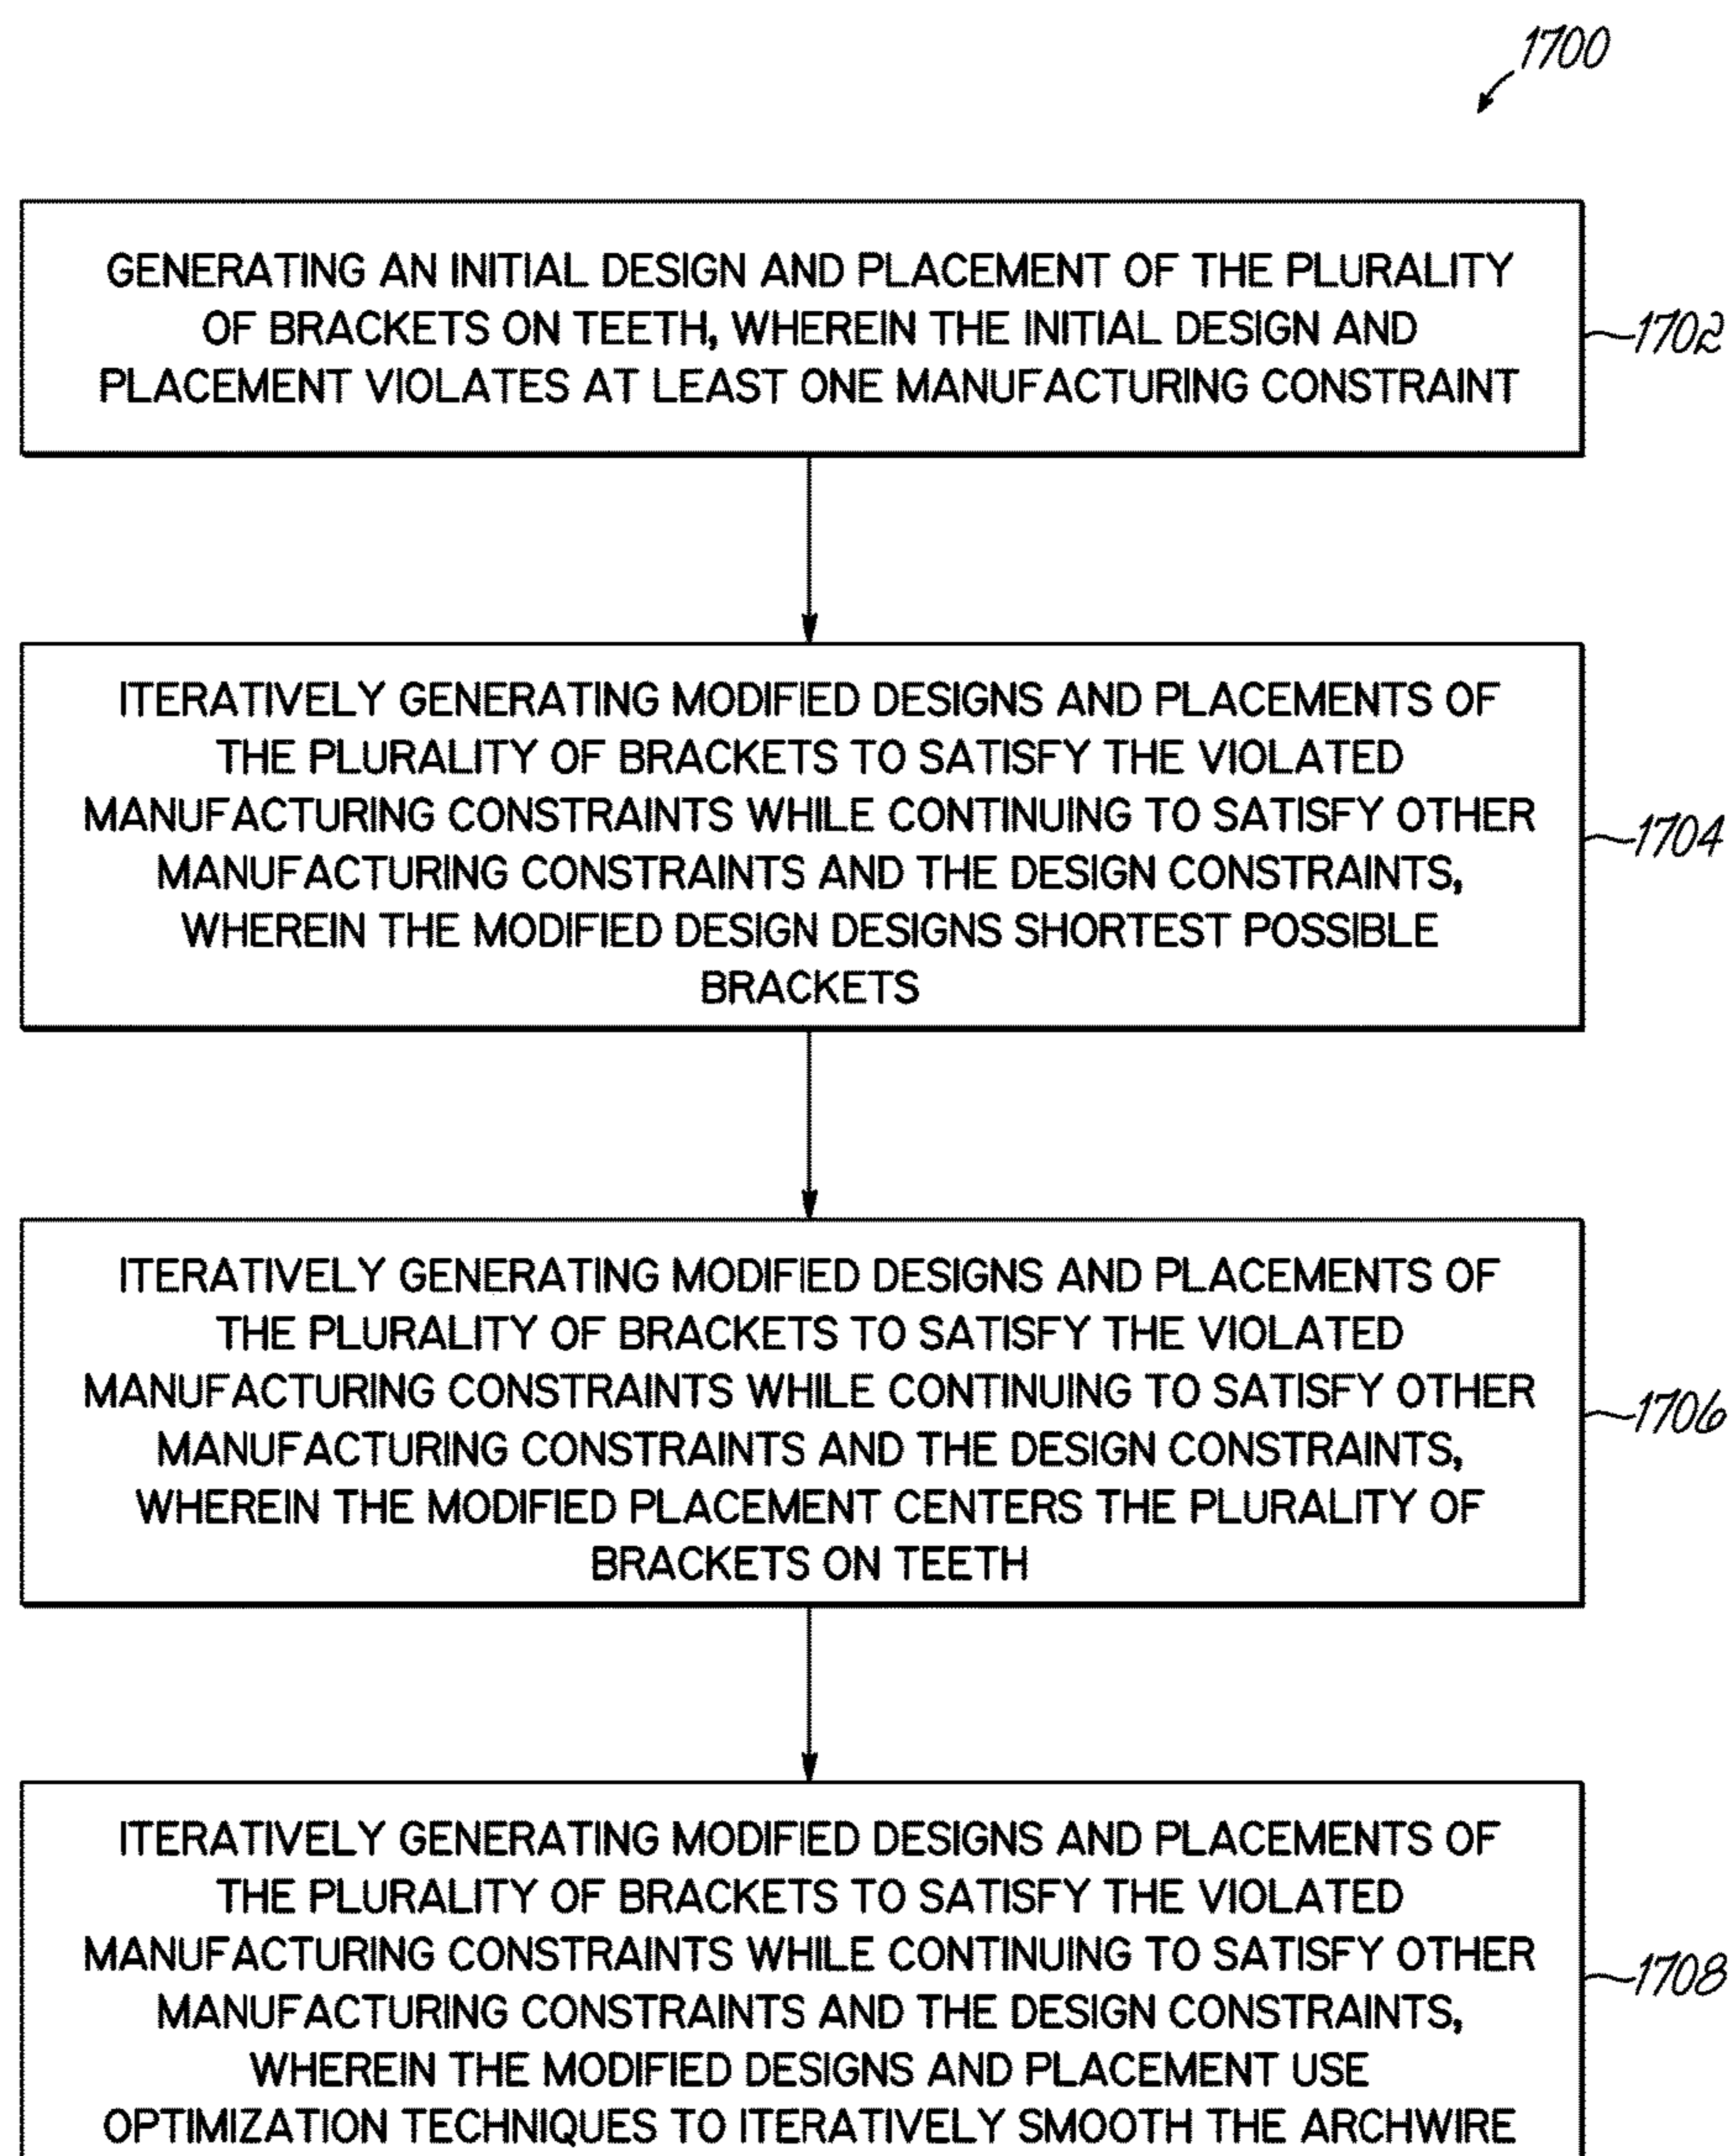 1700
GENERATING AN INITIAL DESIGN AND PLACEMENT OF THE PLURALITY
OF BRACKETS ON TEETH, WHEREIN THE INITIAL DESIGN AND
PLACEMENT VIOLATES AT LEAST ONE MANUFACTURING CONSTRAINT
1702
ITERATIVELY GENERATING MODIFIED DESIGNS AND PLACEMENTS OF
THE PLURALITY OF BRACKETS TO SATISFY THE VIOLATED
MANUFACTURING CONSTRAINTS WHILE CONTINUING TO SATISFY OTHER
MANUFACTURING CONSTRAINTS AND THE DESIGN CONSTRAINTS,
WHEREIN THE MODIFIED DESIGN DESIGNS SHORTEST POSSIBLE
BRACKETS
1704
ITERATIVELY GENERATING MODIFIED DESIGNS AND PLACEMENTS OF
THE PLURALITY OF BRACKETS TO SATISFY THE VIOLATED
MANUFACTURING CONSTRAINTS WHILE CONTINUING TO SATISFY OTHER
MANUFACTURING CONSTRAINTS AND THE DESIGN CONSTRAINTS,
WHEREIN THE MODIFIED PLACEMENT CENTERS THE PLURALITY OF
BRACKETS ON TEETH
1706
ITERATIVELY GENERATING MODIFIED DESIGNS AND PLACEMENTS OF
THE PLURALITY OF BRACKETS TO SATISFY THE VIOLATED
MANUFACTURING CONSTRAINTS WHILE CONTINUING TO SATISFY OTHER
MANUFACTURING CONSTRAINTS AND THE DESIGN CONSTRAINTS,
WHEREIN THE MODIFIED DESIGNS AND PLACEMENT USE
OPTIMIZATION TECHNIQUES TO ITERATIVELY SMOOTH THE ARCHWIRE
1708